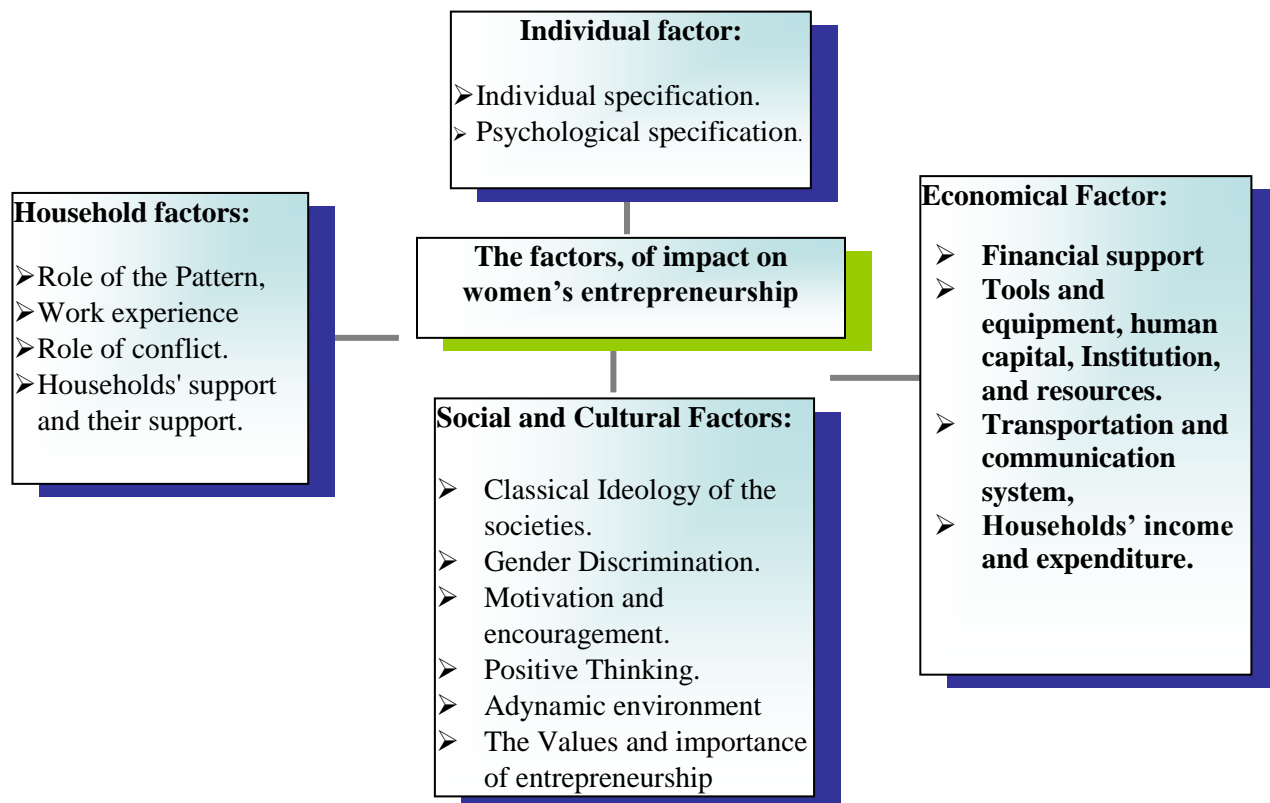 Individual factor:
➢Individual specification.
➢ Psychological specification.
Household factors:
➢Role of the Pattern,
➢Work experience
➢Role of conflict.
➢Households' support
and their support.
The factors, of impact on
women’s entrepreneurship
Economical Factor:
➢ Financial support
➢ Tools and
equipment, human
capital, Institution,
and resources.
➢ Transportation and
communication
system,
➢ Households’ income
and expenditure.
Social and Cultural Factors:
➢ Classical Ideology of the
societies.
➢ Gender Discrimination.
➢ Motivation and
encouragement.
➢ Positive Thinking.
➢ Adynamic environment
➢ The Values and importance
of entrepreneurship